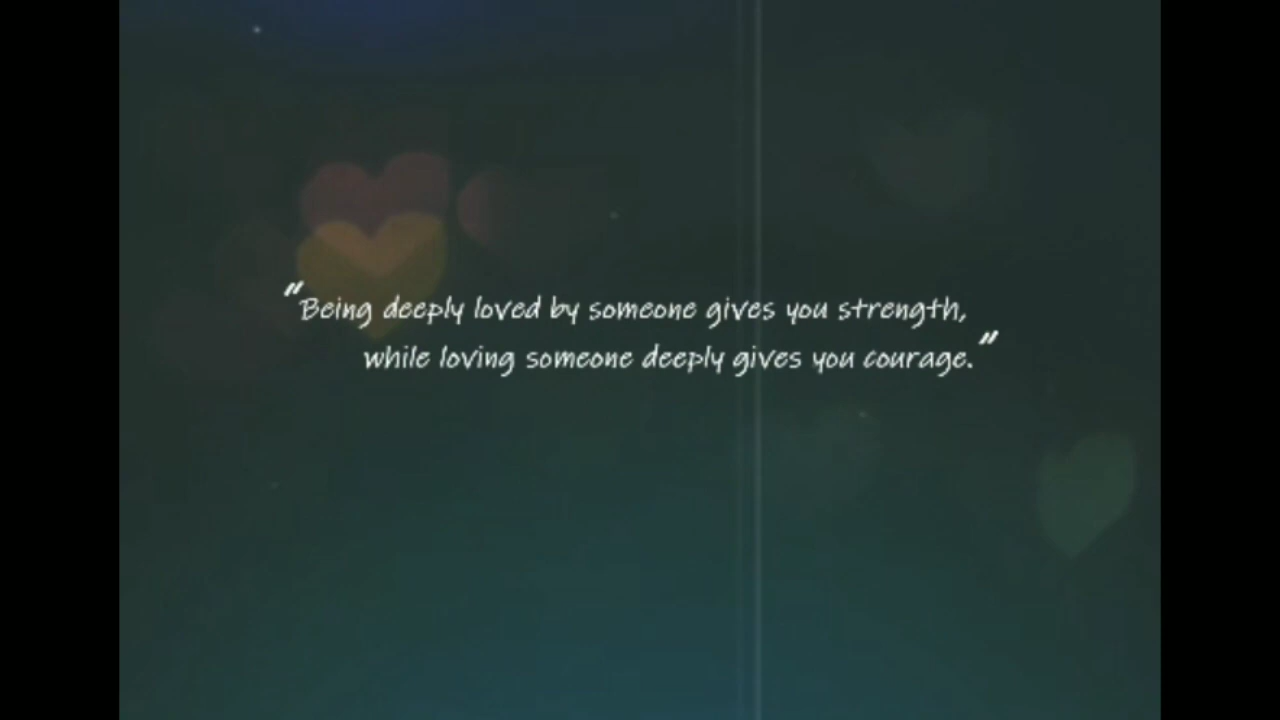 "Being deeply loved by someone gives you strength,
while loving someone deeply gives you courage."